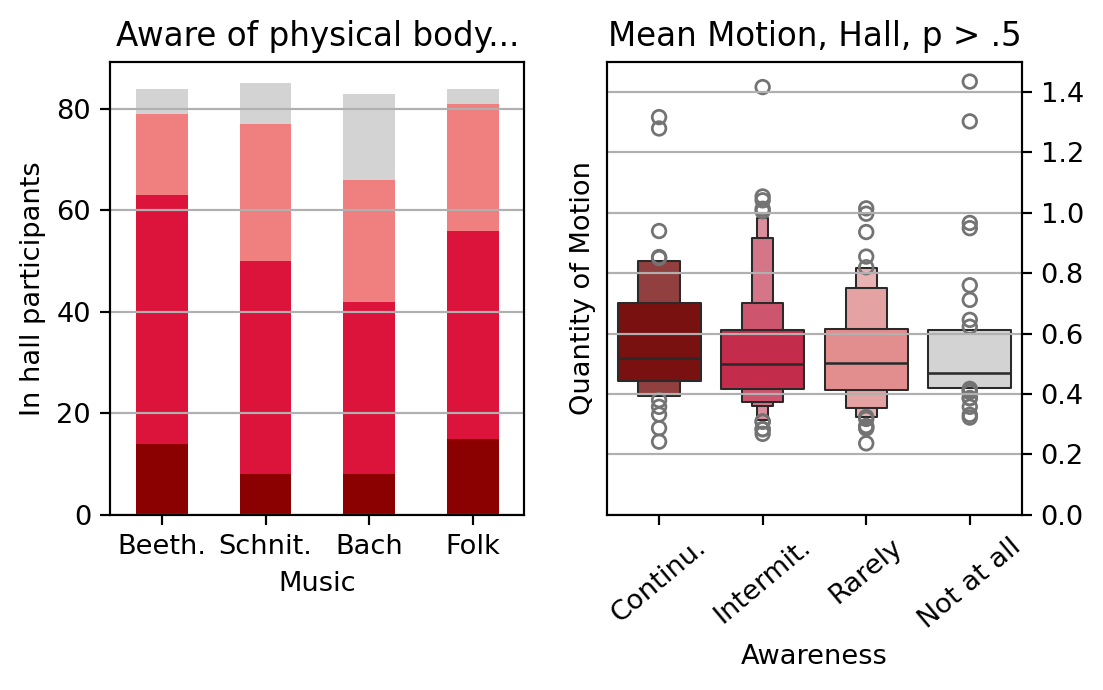 Aware of physical body...
In hall participants
80
60
40
20
0
Beeth. Schnit. Bach Folk
Music
Mean Motion, Hall, p > .5
Quantity of Motion
1.4
1.2
1.0
0.8
0.6
0.4
0.2
0.0
Continu. Intermit. Rarely Not at all
Awareness